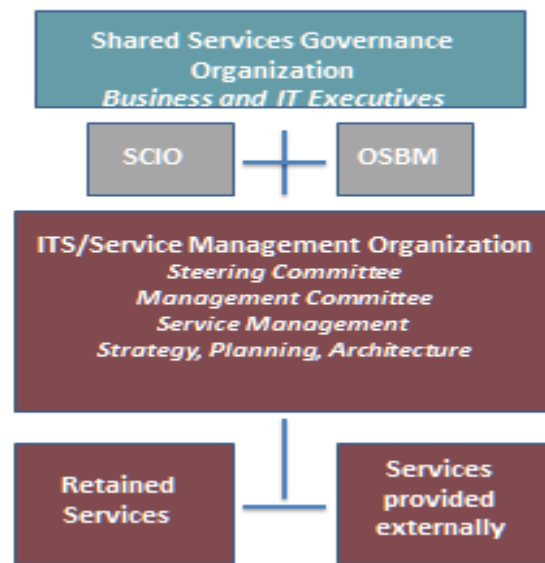 Shared Services Governance
Organization
Business and IT Executives
SCIO
OSBM
ITS/Service Management Organization
Steering Committee
Management Committee
Service Management
Strategy, Planning, Architecture
Retained
Services
Services
provided
externally